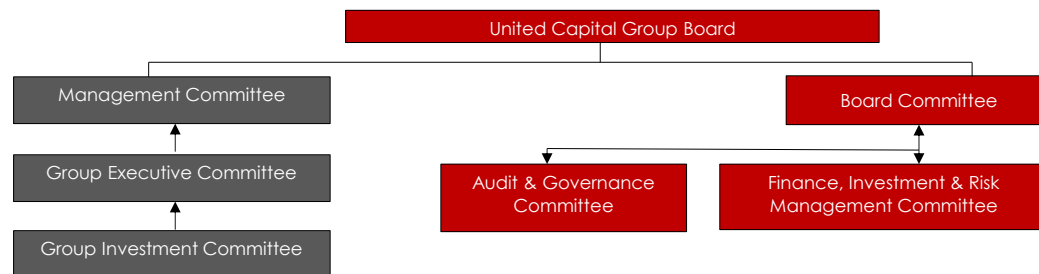 United Capital Group Board
Management Committee
Board Committee
Group Executive Committee
Audit & Governance
Committee
Finance, Investment & Risk
Management Committee
Group Investment Committee